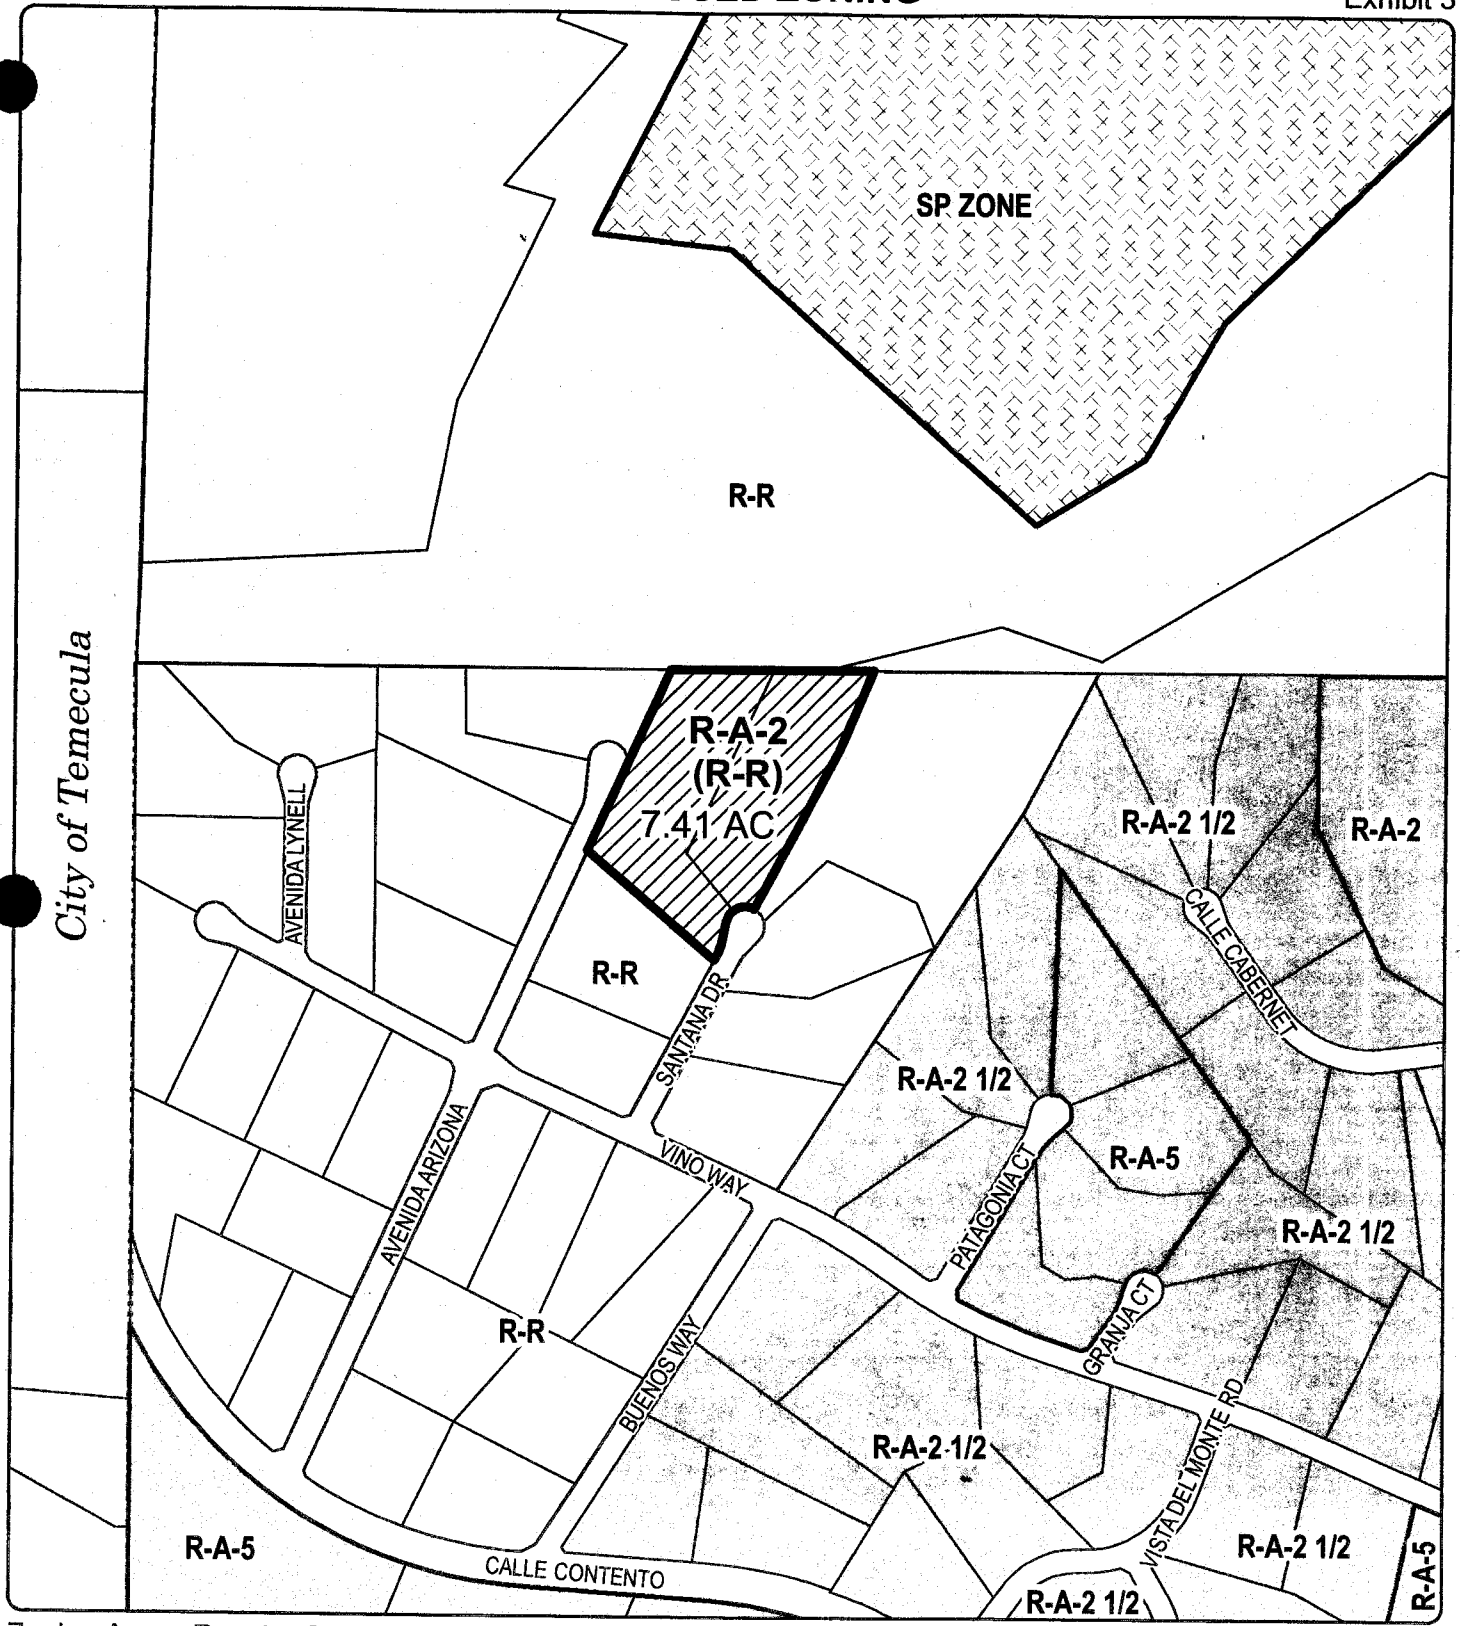 ZONING
Exhibit 3
SP ZONE
R-R
City of Temecula
R-A-2
(R-R)
7.41 AC
R-A-2 1/2
R-A-2
AVENIDA LYNELL
CALLE CABERNET
R-R
SANTANA DR
R-A-2 1/2
AVENIDA ARIZONA
VINO WAY
PATAGONIA CT
R-A-5
R-A-2 1/2
GRANJA CT
R-R
BUENOS WAY
R-A-2 1/2
VISTA DEL MONTE RD
R-A-5
R-A-2 1/2
R-A-5
CALLE CONTENTO
R-A-2 1/2